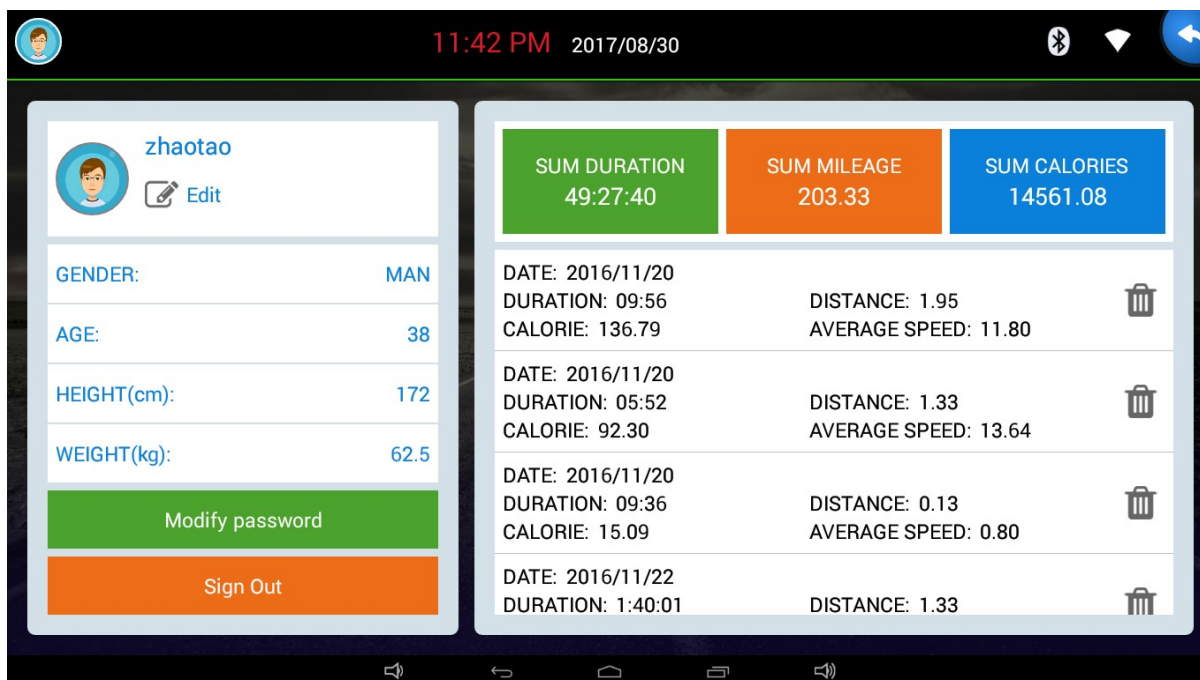 11:42 PM 2017/08/30
zhaotao
Edit
GENDER: MAN
AGE: 38
HEIGHT(cm): 172
WEIGHT(kg): 62.5
Modify password
Sign Out
SUM DURATION
49:27:40
SUM MILEAGE
203.33
SUM CALORIES
14561.08
DATE: 2016/11/20
DURATION: 09:56 DISTANCE: 1.95
CALORIE: 136.79 AVERAGE SPEED: 11.80
DATE: 2016/11/20
DURATION: 05:52 DISTANCE: 1.33
CALORIE: 92.30 AVERAGE SPEED: 13.64
DATE: 2016/11/20
DURATION: 09:36 DISTANCE: 0.13
CALORIE: 15.09 AVERAGE SPEED: 0.80
DATE: 2016/11/22
DURATION: 1:40:01 DISTANCE: 1.33